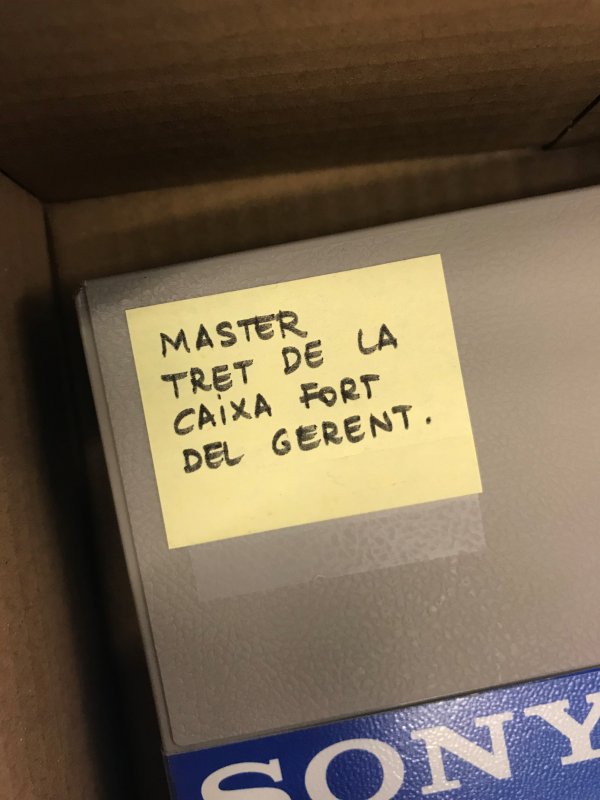 MASTER
TRET DE LA
CAIXA FORT
DEL GERENT.
SONY